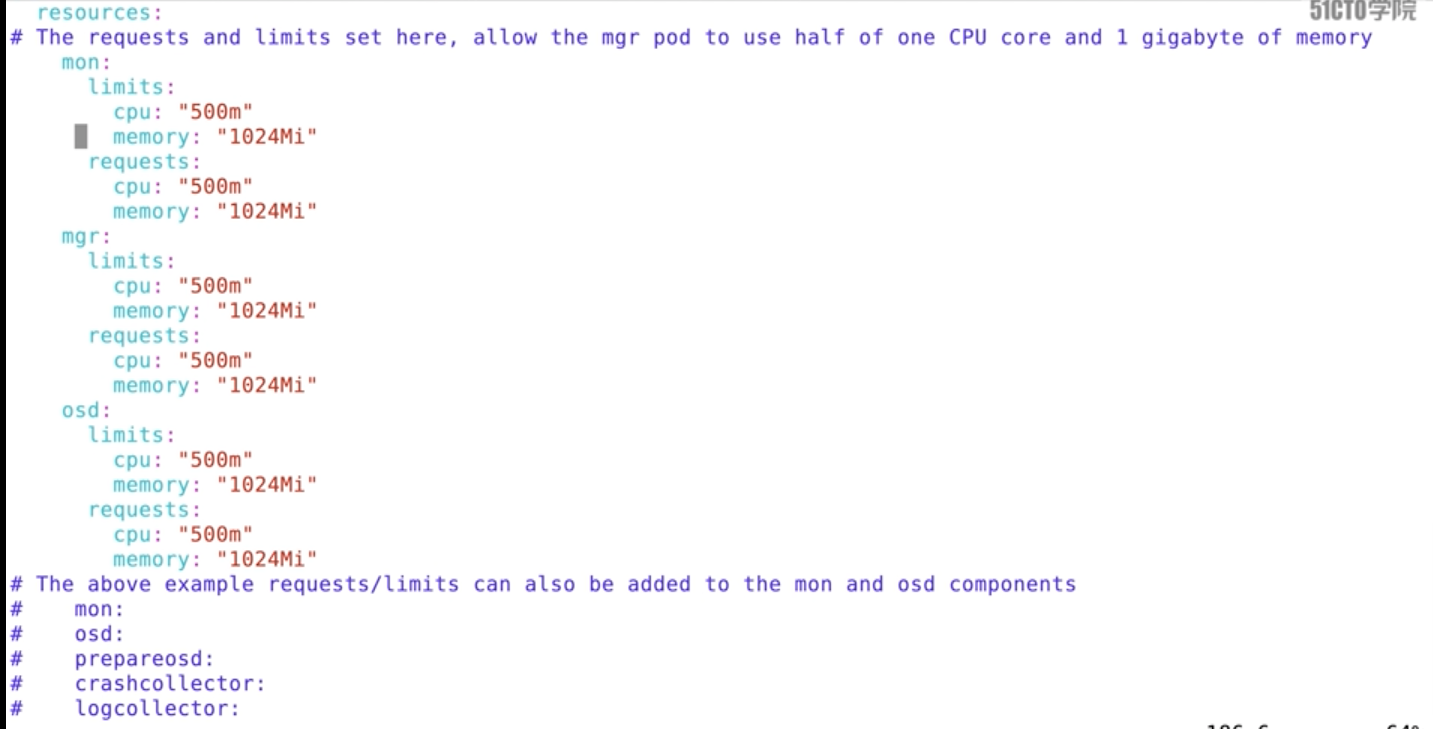 51CTO学院
  resources:
# The requests and limits set here, allow the mgr pod to use half of one CPU core and 1 gigabyte of memory
    mon:
      limits:
        cpu: "500m"
        memory: "1024Mi"
      requests:
        cpu: "500m"
        memory: "1024Mi"
    mgr:
      limits:
        cpu: "500m"
        memory: "1024Mi"
      requests:
        cpu: "500m"
        memory: "1024Mi"
    osd:
      limits:
        cpu: "500m"
        memory: "1024Mi"
      requests:
        cpu: "500m"
        memory: "1024Mi"
# The above example requests/limits can also be added to the mon and osd components
#    mon:
#    osd:
#    prepareosd:
#    crashcollector:
#    logcollector: